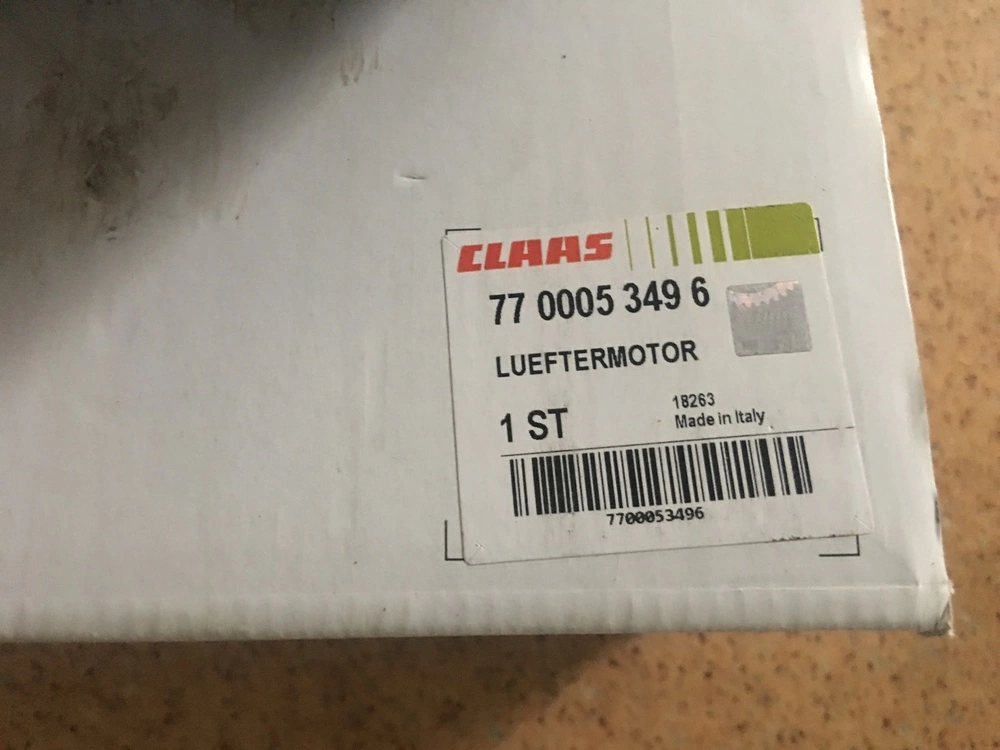 CLAAS
77 0005 349 6
LUEFTERMOTOR
1 ST
18263
Made in Italy
7700053496